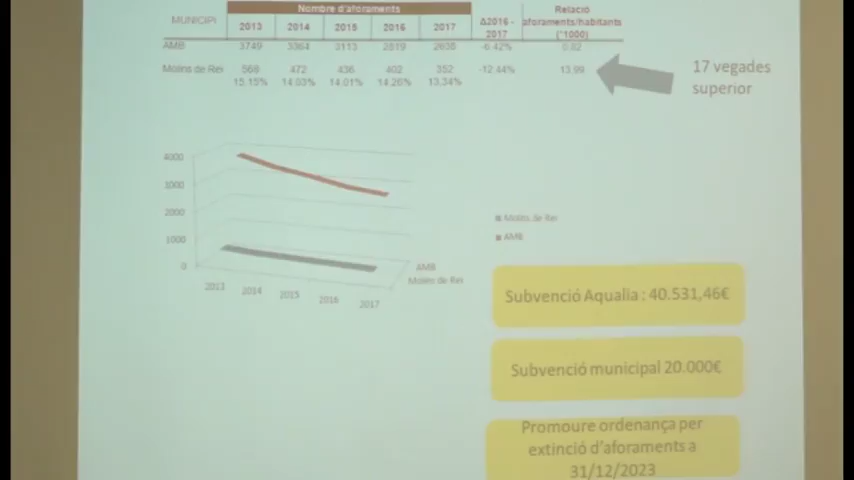 Nombre d'aforaments
Relació
MUNICIPI
2013 2014 2015 2016 2017
Δ2016 - 2017
aforaments/habitants
(*1000)
AMB 3749 3364 3113 2819 2638 -6.42% 0.82
Molins de Rei 568 472 436 402 352 -12.44% 13.99
15.15% 14.03% 14.01% 14.26% 13.34%
17 vegades
superior
4000
3000
2000
1000
0
2013 2014 2015 2016 2017
AMB
Molins de Rei
Molins de Rei
AMB
Subvenció Aqualia : 40.531,46€
Subvenció municipal 20.000€
Promoure ordenança per
extinció d'aforaments a
31/12/2023